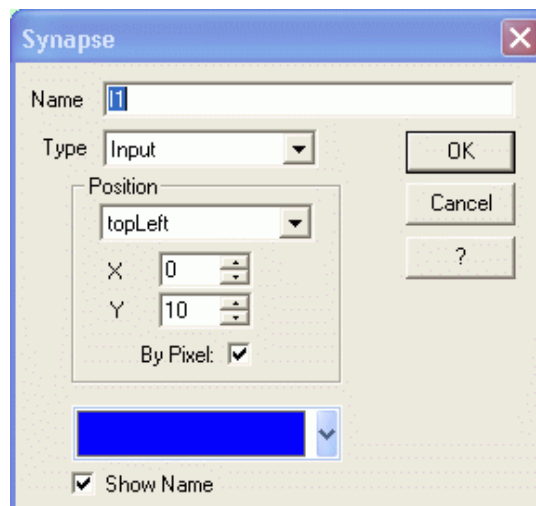 Synapse
Name I1
Type Input
OK
Position
topLeft
Cancel
X 0
?
Y 10
By Pixel:
Show Name